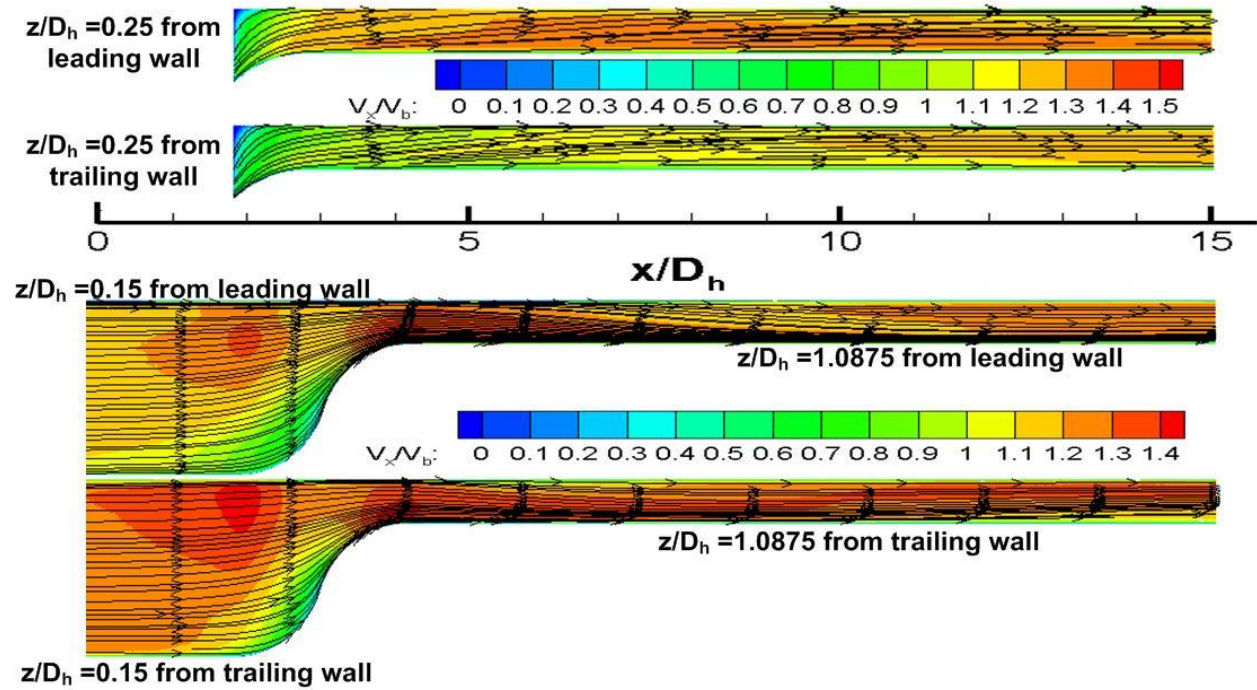 z/Dₕ =0.25 from
leading wall
Vₓ/V_b: 0 0.1 0.2 0.3 0.4 0.5 0.6 0.7 0.8 0.9 1 1.1 1.2 1.3 1.4 1.5
z/Dₕ =0.25 from
trailing wall
0 5 10 15
x/Dₕ
z/Dₕ =0.15 from leading wall
z/Dₕ =1.0875 from leading wall
Vₓ/V_b: 0 0.1 0.2 0.3 0.4 0.5 0.6 0.7 0.8 0.9 1 1.1 1.2 1.3 1.4
z/Dₕ =1.0875 from trailing wall
z/Dₕ =0.15 from trailing wall